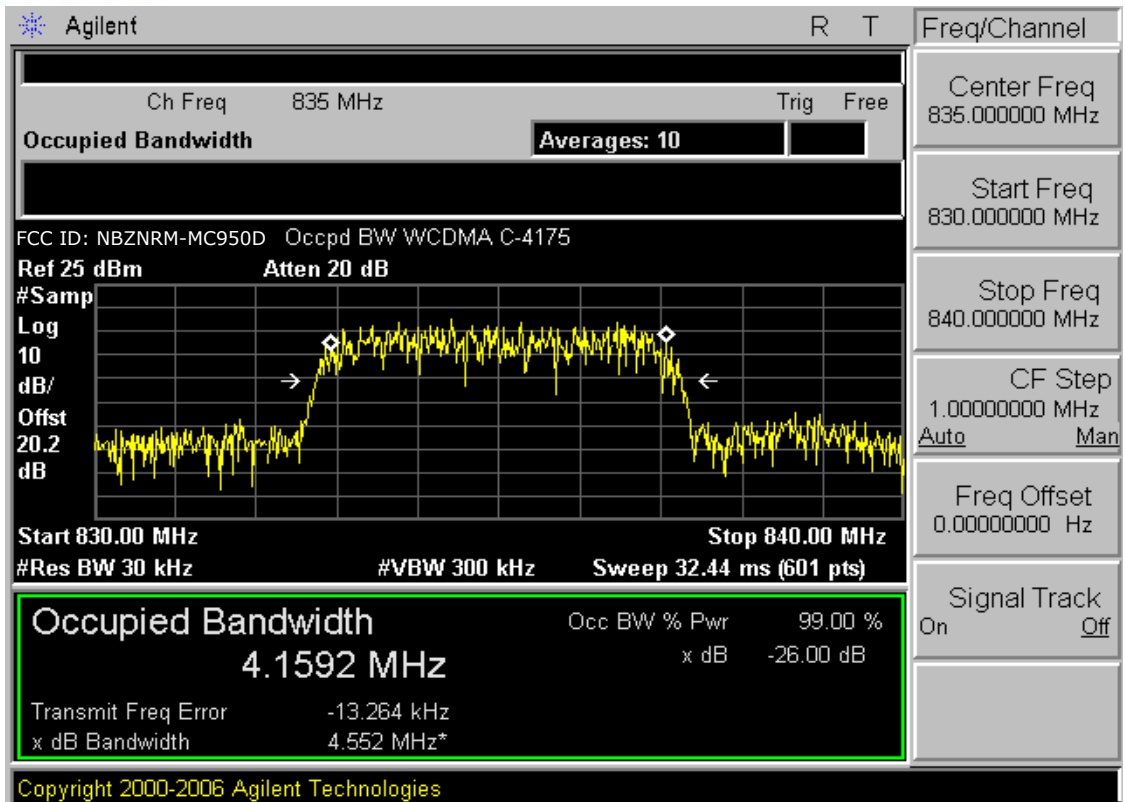 Agilent R T
Ch Freq 835 MHz Trig Free
Occupied Bandwidth Averages: 10
FCC ID: NBZNRM-MC950D Occpd BW WCDMA C-4175
Ref 25 dBm Atten 20 dB
#Samp
Log
10
dB/
Offst
20.2
dB
Start 830.00 MHz Stop 840.00 MHz
#Res BW 30 kHz #VBW 300 kHz Sweep 32.44 ms (601 pts)
Occupied Bandwidth Occ BW % Pwr 99.00 %
4.1592 MHz x dB -26.00 dB
Transmit Freq Error -13.264 kHz
x dB Bandwidth 4.552 MHz*
Copyright 2000-2006 Agilent Technologies
Freq/Channel
Center Freq
835.000000 MHz
Start Freq
830.000000 MHz
Stop Freq
840.000000 MHz
CF Step
1.00000000 MHz
Auto Man
Freq Offset
0.00000000 Hz
Signal Track
On Off